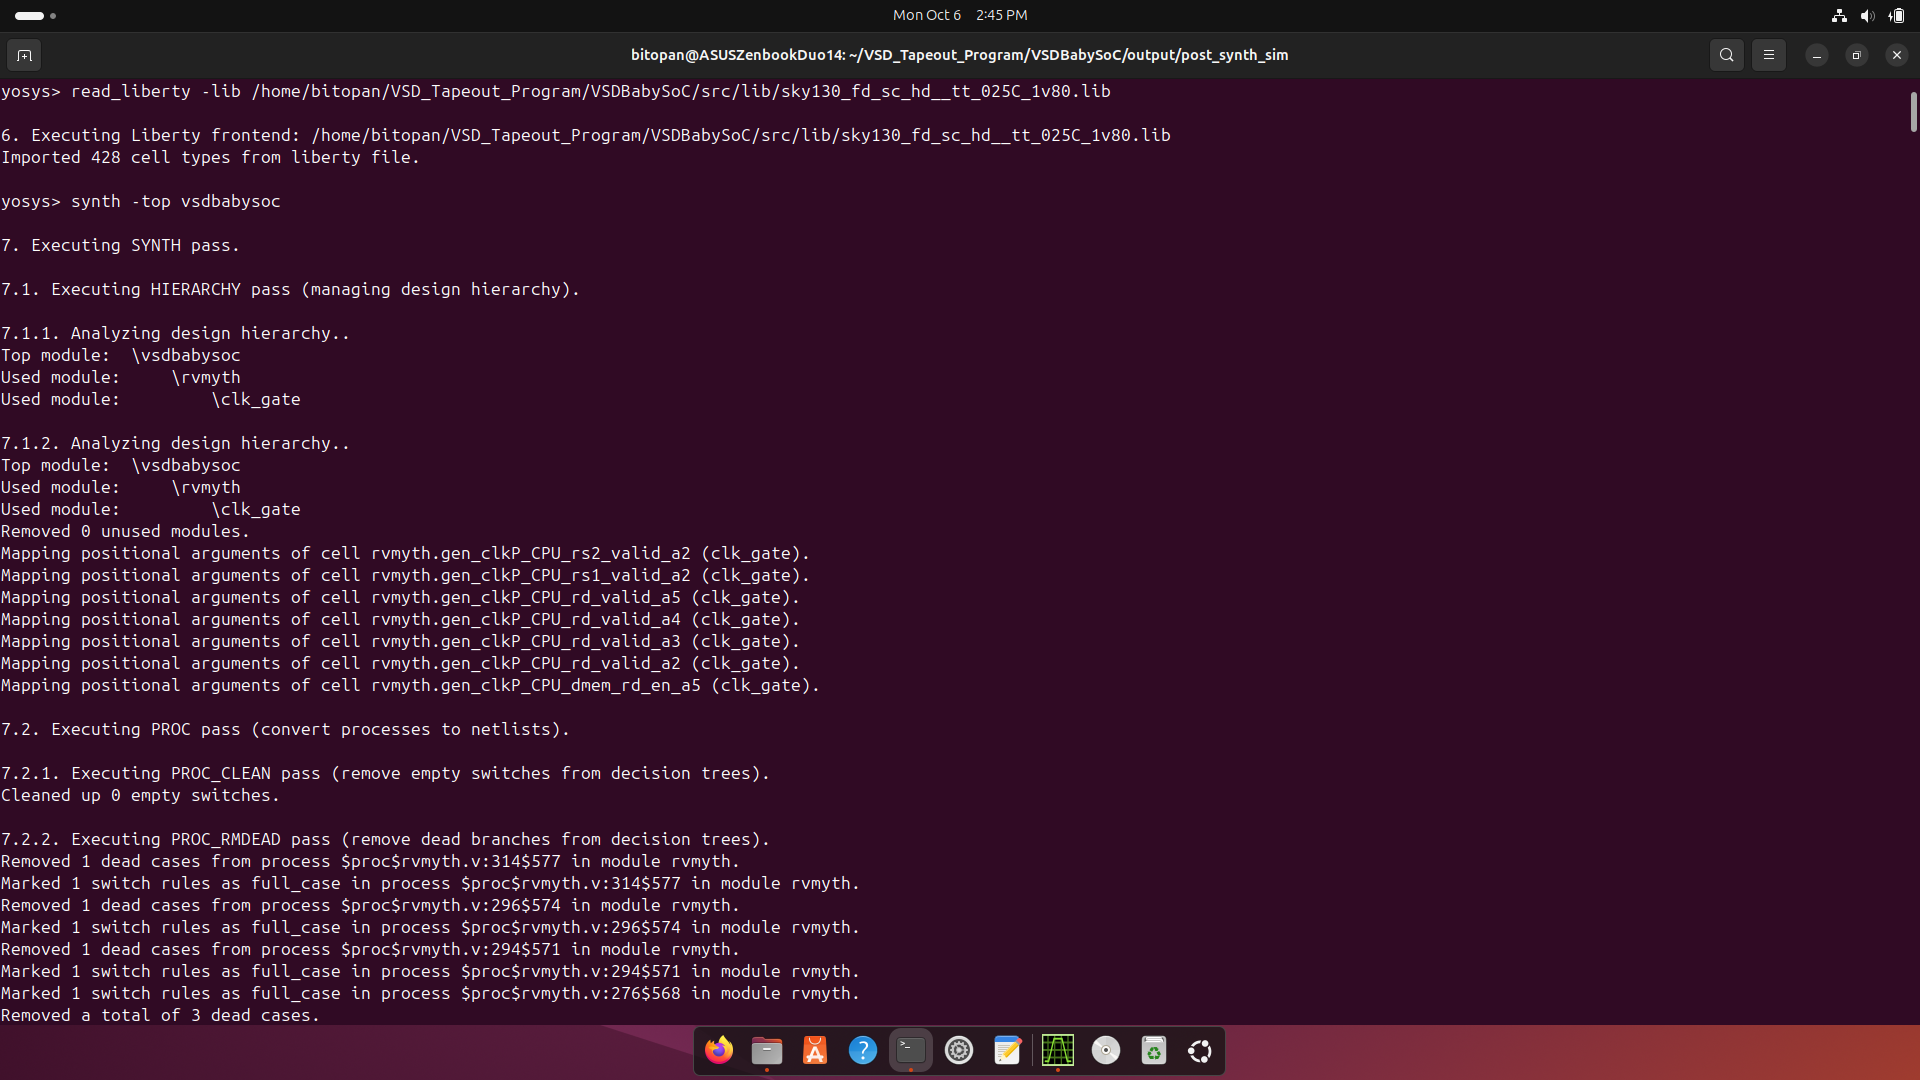 Mon Oct 6 2:45 PM
bitopan@ASUSZenbookDuo14: ~/VSD_Tapeout_Program/VSDBabySoC/output/post_synth_sim
yosys> read_liberty -lib /home/bitopan/VSD_Tapeout_Program/VSDBabySoC/src/lib/sky130_fd_sc_hd__tt_025C_1v80.lib
6. Executing Liberty frontend: /home/bitopan/VSD_Tapeout_Program/VSDBabySoC/src/lib/sky130_fd_sc_hd__tt_025C_1v80.lib
Imported 428 cell types from liberty file.
yosys> synth -top vsdbabysoc
7. Executing SYNTH pass.
7.1. Executing HIERARCHY pass (managing design hierarchy).
7.1.1. Analyzing design hierarchy..
Top module:  \vsdbabysoc
Used module:     \rvmyth
Used module:         \clk_gate
7.1.2. Analyzing design hierarchy..
Top module:  \vsdbabysoc
Used module:     \rvmyth
Used module:         \clk_gate
Removed 0 unused modules.
Mapping positional arguments of cell rvmyth.gen_clkP_CPU_rs2_valid_a2 (clk_gate).
Mapping positional arguments of cell rvmyth.gen_clkP_CPU_rs1_valid_a2 (clk_gate).
Mapping positional arguments of cell rvmyth.gen_clkP_CPU_rd_valid_a5 (clk_gate).
Mapping positional arguments of cell rvmyth.gen_clkP_CPU_rd_valid_a4 (clk_gate).
Mapping positional arguments of cell rvmyth.gen_clkP_CPU_rd_valid_a3 (clk_gate).
Mapping positional arguments of cell rvmyth.gen_clkP_CPU_rd_valid_a2 (clk_gate).
Mapping positional arguments of cell rvmyth.gen_clkP_CPU_dmem_rd_en_a5 (clk_gate).
7.2. Executing PROC pass (convert processes to netlists).
7.2.1. Executing PROC_CLEAN pass (remove empty switches from decision trees).
Cleaned up 0 empty switches.
7.2.2. Executing PROC_RMDEAD pass (remove dead branches from decision trees).
Removed 1 dead cases from process $proc$rvmyth.v:314$577 in module rvmyth.
Marked 1 switch rules as full_case in process $proc$rvmyth.v:314$577 in module rvmyth.
Removed 1 dead cases from process $proc$rvmyth.v:296$574 in module rvmyth.
Marked 1 switch rules as full_case in process $proc$rvmyth.v:296$574 in module rvmyth.
Removed 1 dead cases from process $proc$rvmyth.v:294$571 in module rvmyth.
Marked 1 switch rules as full_case in process $proc$rvmyth.v:294$571 in module rvmyth.
Marked 1 switch rules as full_case in process $proc$rvmyth.v:276$568 in module rvmyth.
Removed a total of 3 dead cases.